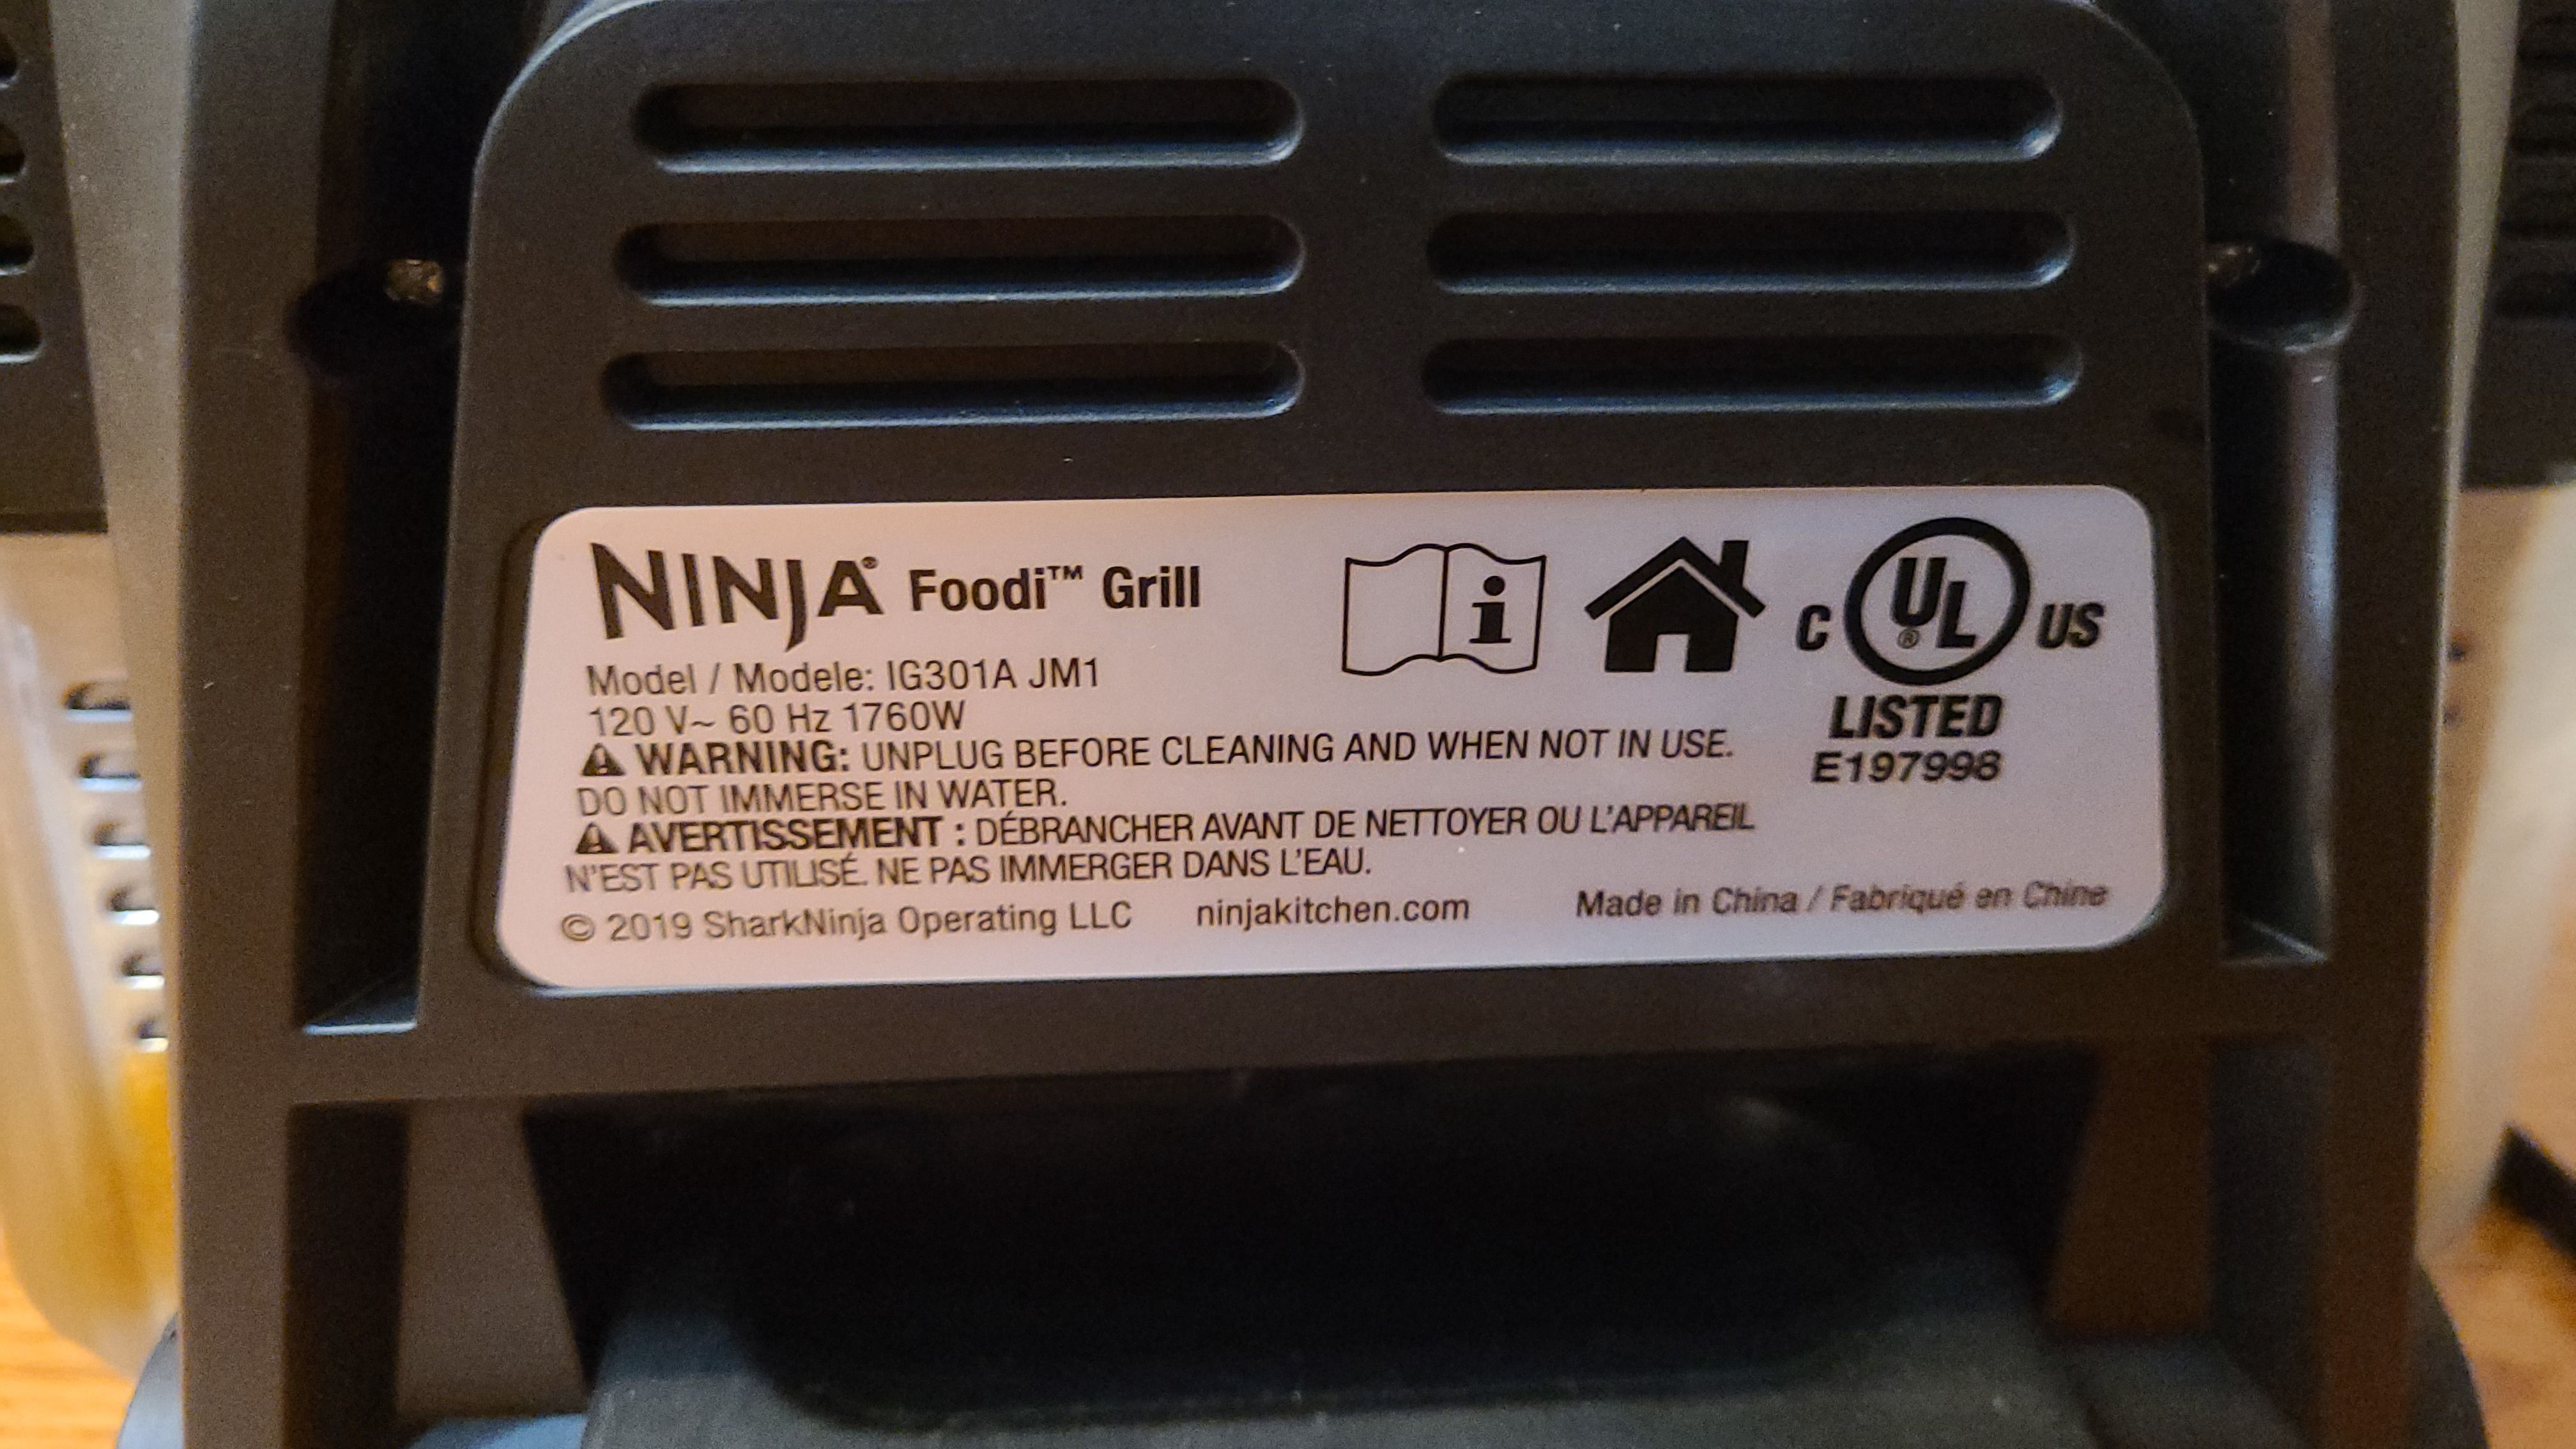 NINJA® Foodi™ Grill
Model / Modele: IG301A JM1
120 V~ 60 Hz 1760W
⚠ WARNING: UNPLUG BEFORE CLEANING AND WHEN NOT IN USE.
DO NOT IMMERSE IN WATER.
⚠ AVERTISSEMENT : DÉBRANCHER AVANT DE NETTOYER OU L'APPAREIL
N'EST PAS UTILISÉ. NE PAS IMMERGER DANS L'EAU.
© 2019 SharkNinja Operating LLC ninjakitchen.com Made in China / Fabriqué en Chine
i
C UL® US
LISTED
E197998